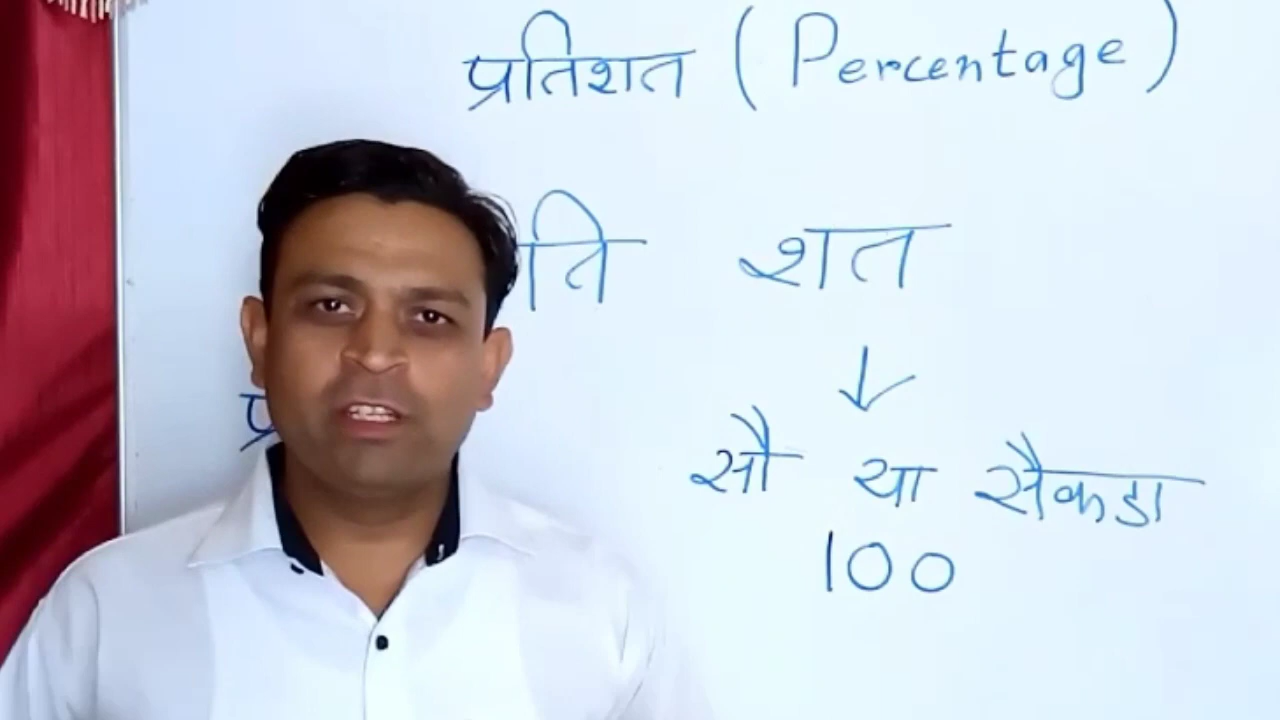 प्रतिशत (Percentage)
ति शत
↓
सौ या सैकडा
100